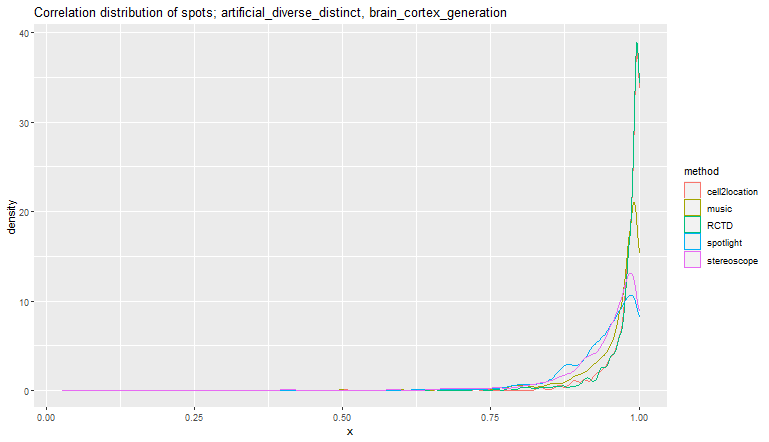 Correlation distribution of spots; artificial_diverse_distinct, brain_cortex_generation
40
30
20
10
0
density
0.00 0.25 0.50 0.75 1.00
x
method
cell2location
music
RCTD
spotlight
stereoscope